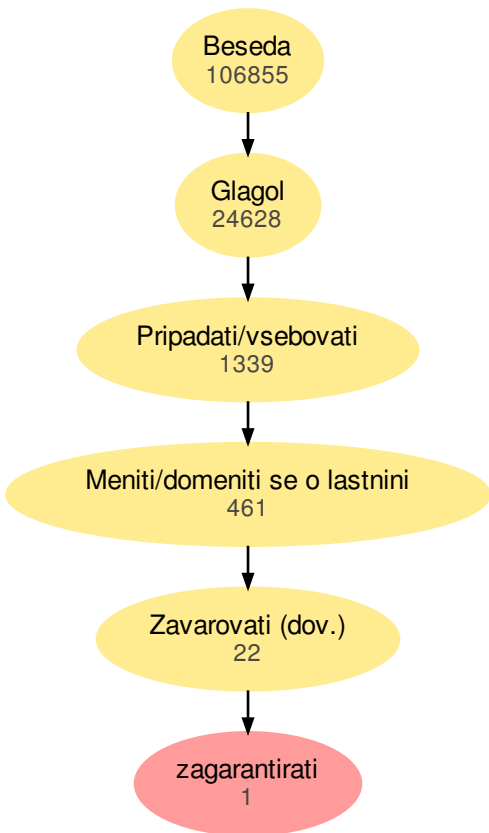 Beseda
106855
Glagol
24628
Pripadati/vsebovati
1339
Meniti/domeniti se o lastnini
461
Zavarovati (dov.)
22
zagarantirati
1